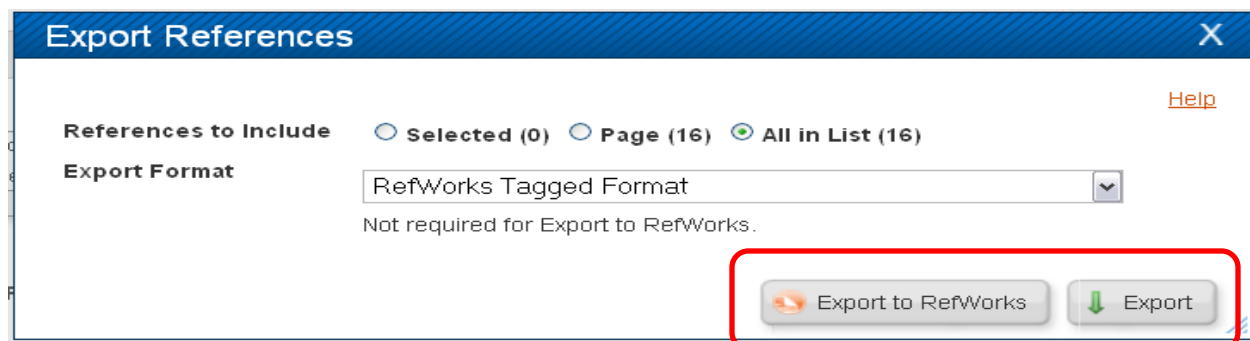 Export References X
Help
References to Include Selected (0) Page (16) All in List (16)
Export Format
RefWorks Tagged Format
Not required for Export to RefWorks.
Export to RefWorks Export